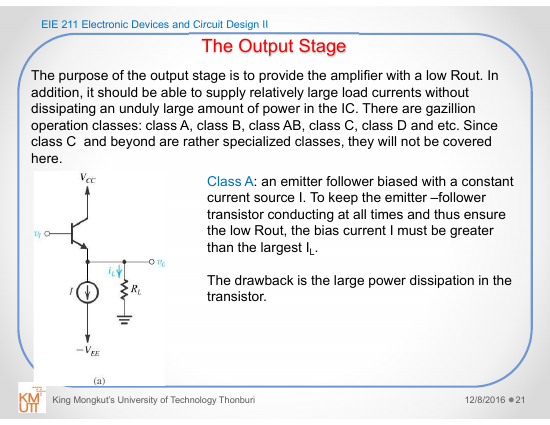 EIE 211 Electronic Devices and Circuit Design II
The Output Stage
The purpose of the output stage is to provide the amplifier with a low Rout. In
addition, it should be able to supply relatively large load currents without
dissipating an unduly large amount of power in the IC. There are gazillion
operation classes: class A, class B, class AB, class C, class D and etc. Since
class C and beyond are rather specialized classes, they will not be covered
here.
V_CC
v_I
v_o
i_L
I
R_L
−V_EE
(a)
Class A: an emitter follower biased with a constant
current source I. To keep the emitter –follower
transistor conducting at all times and thus ensure
the low Rout, the bias current I must be greater
than the largest I_L.
The drawback is the large power dissipation in the
transistor.
KM
UTT
King Mongkut's University of Technology Thonburi
12/8/2016 ● 21